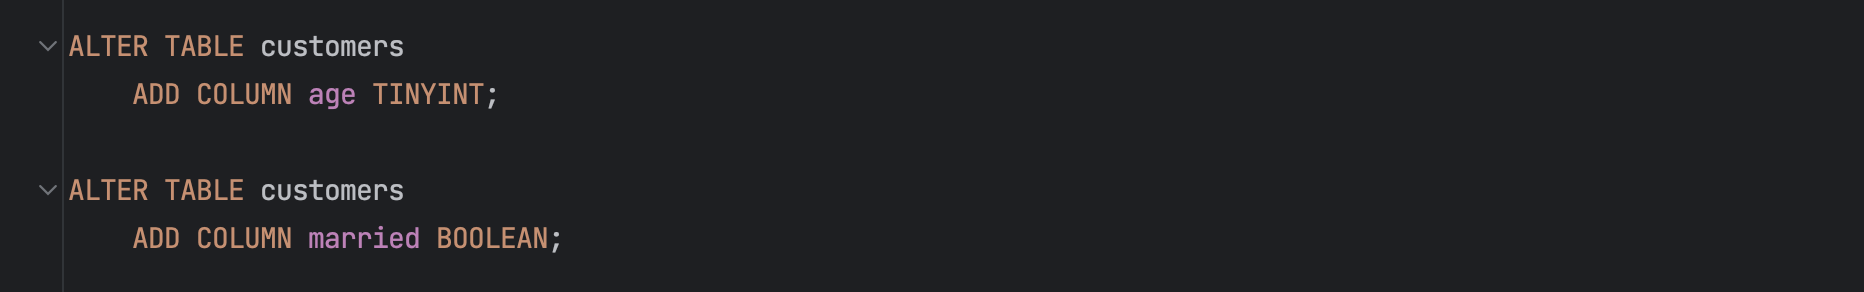 ALTER TABLE customers
    ADD COLUMN age TINYINT;

ALTER TABLE customers
    ADD COLUMN married BOOLEAN;